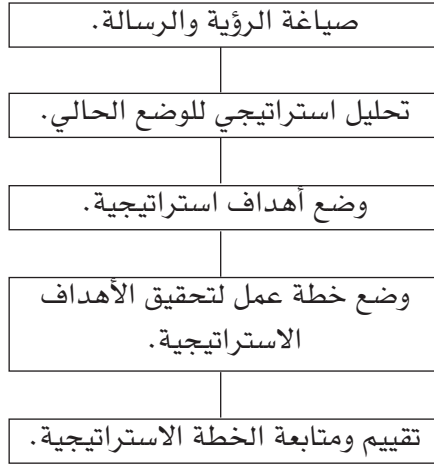 صياغة الرؤية والرسالة.
تحليل استراتيجي للوضع الحالي.
وضع أهداف استراتيجية.
وضع خطة عمل لتحقيق الأهداف
الاستراتيجية.
تقييم ومتابعة الخطة الاستراتيجية.